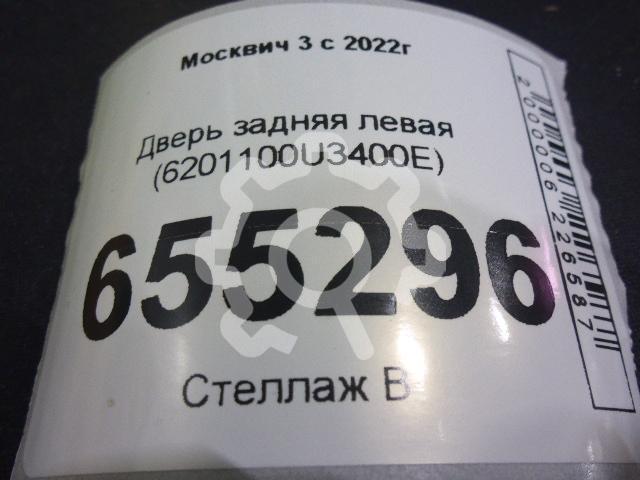 Москвич 3 с 2022г
Дверь задняя левая
(6201100U3400E)
655296
Стеллаж В
2000006226587